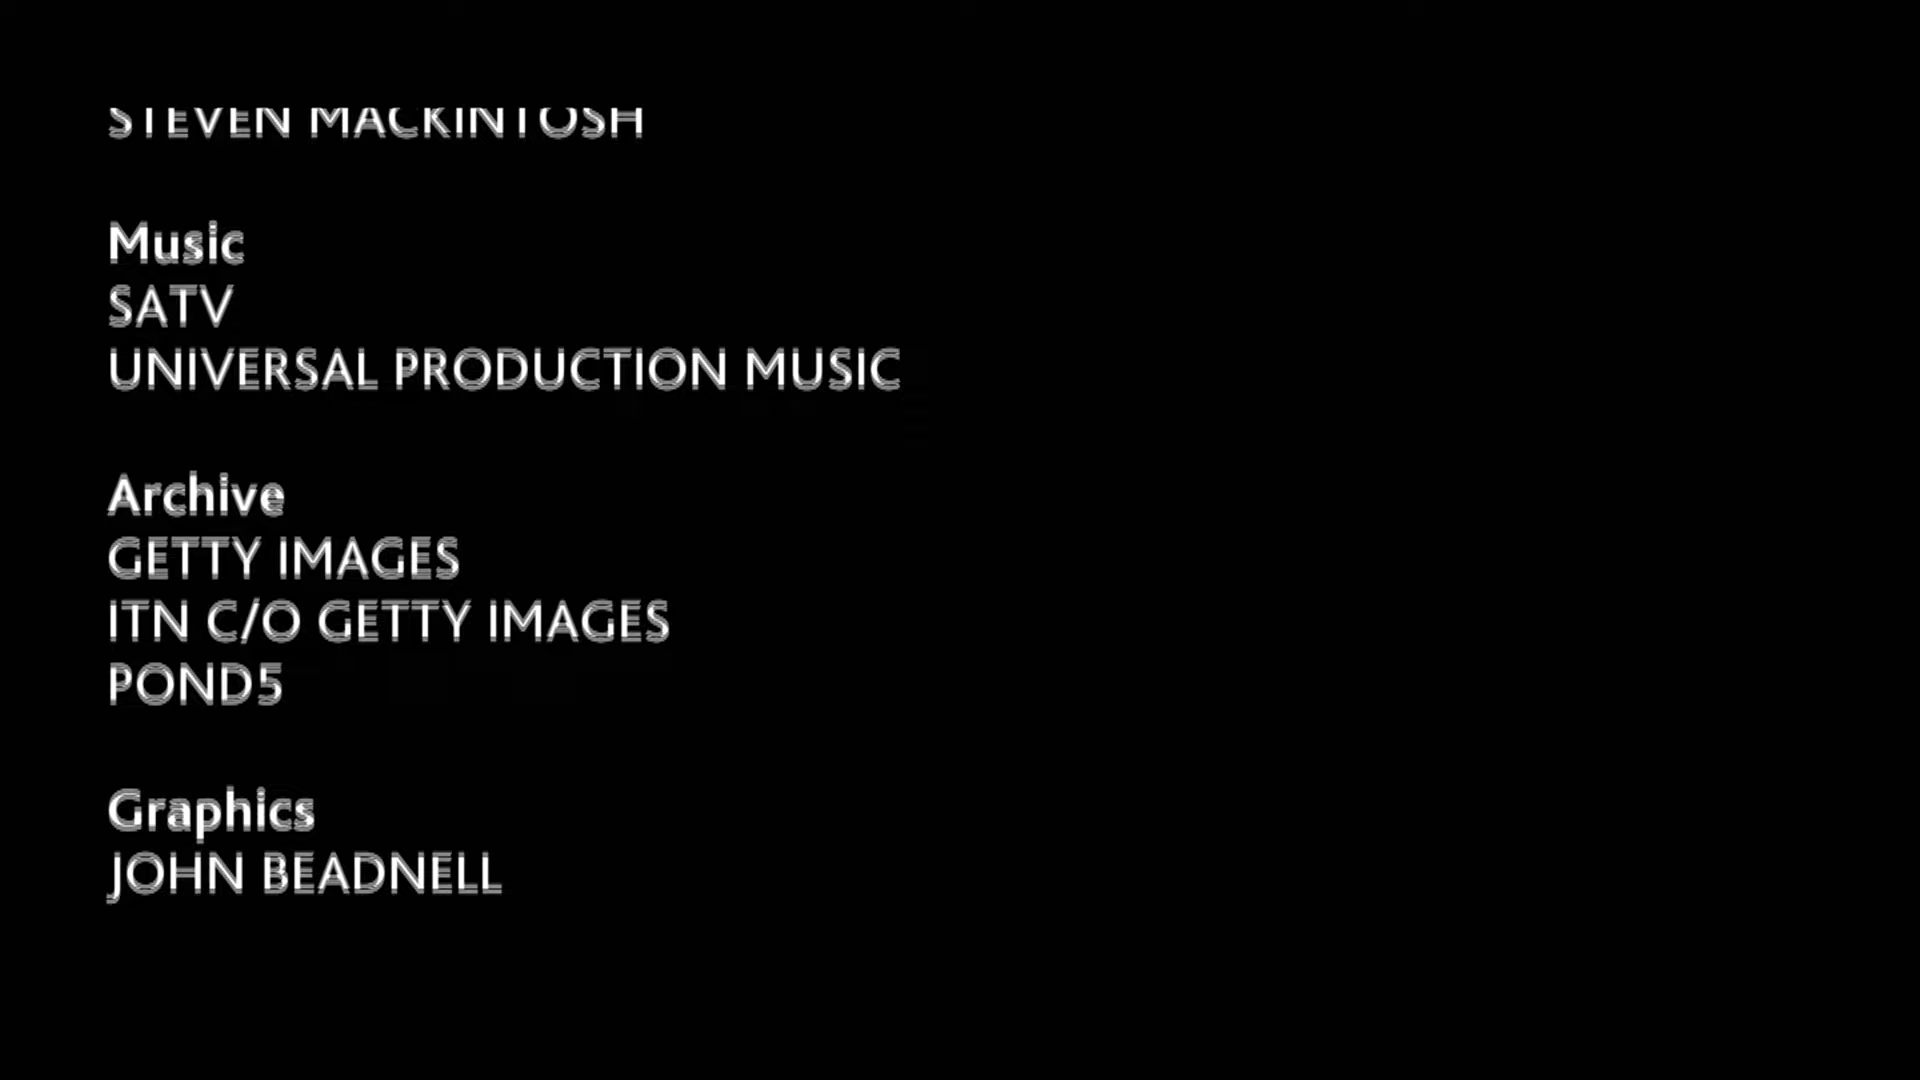 STEVEN MACKINTOSH
Music
SATV
UNIVERSAL PRODUCTION MUSIC
Archive
GETTY IMAGES
ITN C/O GETTY IMAGES
POND5
Graphics
JOHN BEADNELL